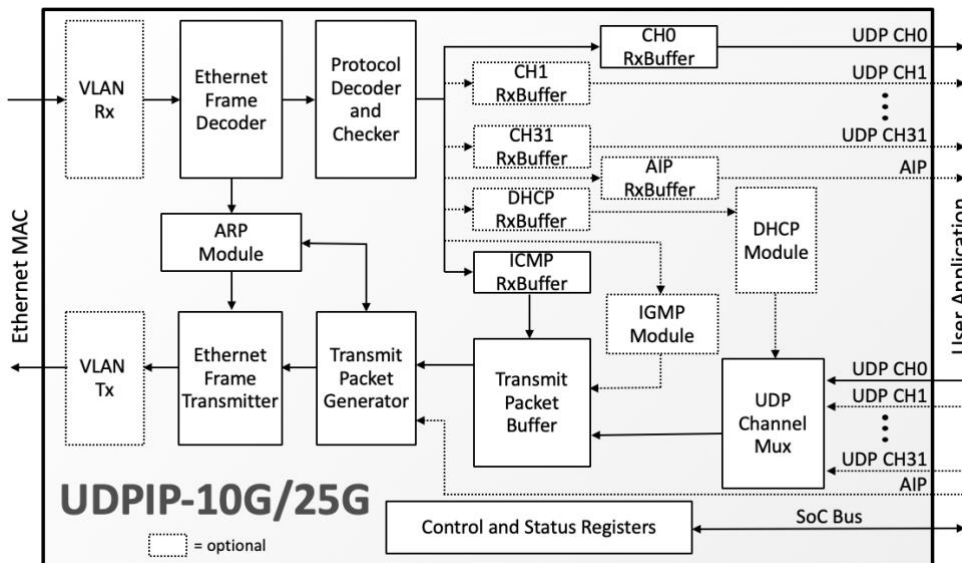 Ethernet MAC
VLAN
Rx
Ethernet
Frame
Decoder
Protocol
Decoder
and
Checker
CH0
RxBuffer
UDP CH0
CH1
RxBuffer
UDP CH1
CH31
RxBuffer
UDP CH31
AIP
RxBuffer
AIP
DHCP
RxBuffer
DHCP
Module
ARP
Module
ICMP
RxBuffer
IGMP
Module
User Application
VLAN
Tx
Ethernet
Frame
Transmitter
Transmit
Packet
Generator
Transmit
Packet
Buffer
UDP
Channel
Mux
UDP CH0
UDP CH1
UDP CH31
AIP
UDPIP-10G/25G
= optional
Control and Status Registers
SoC Bus